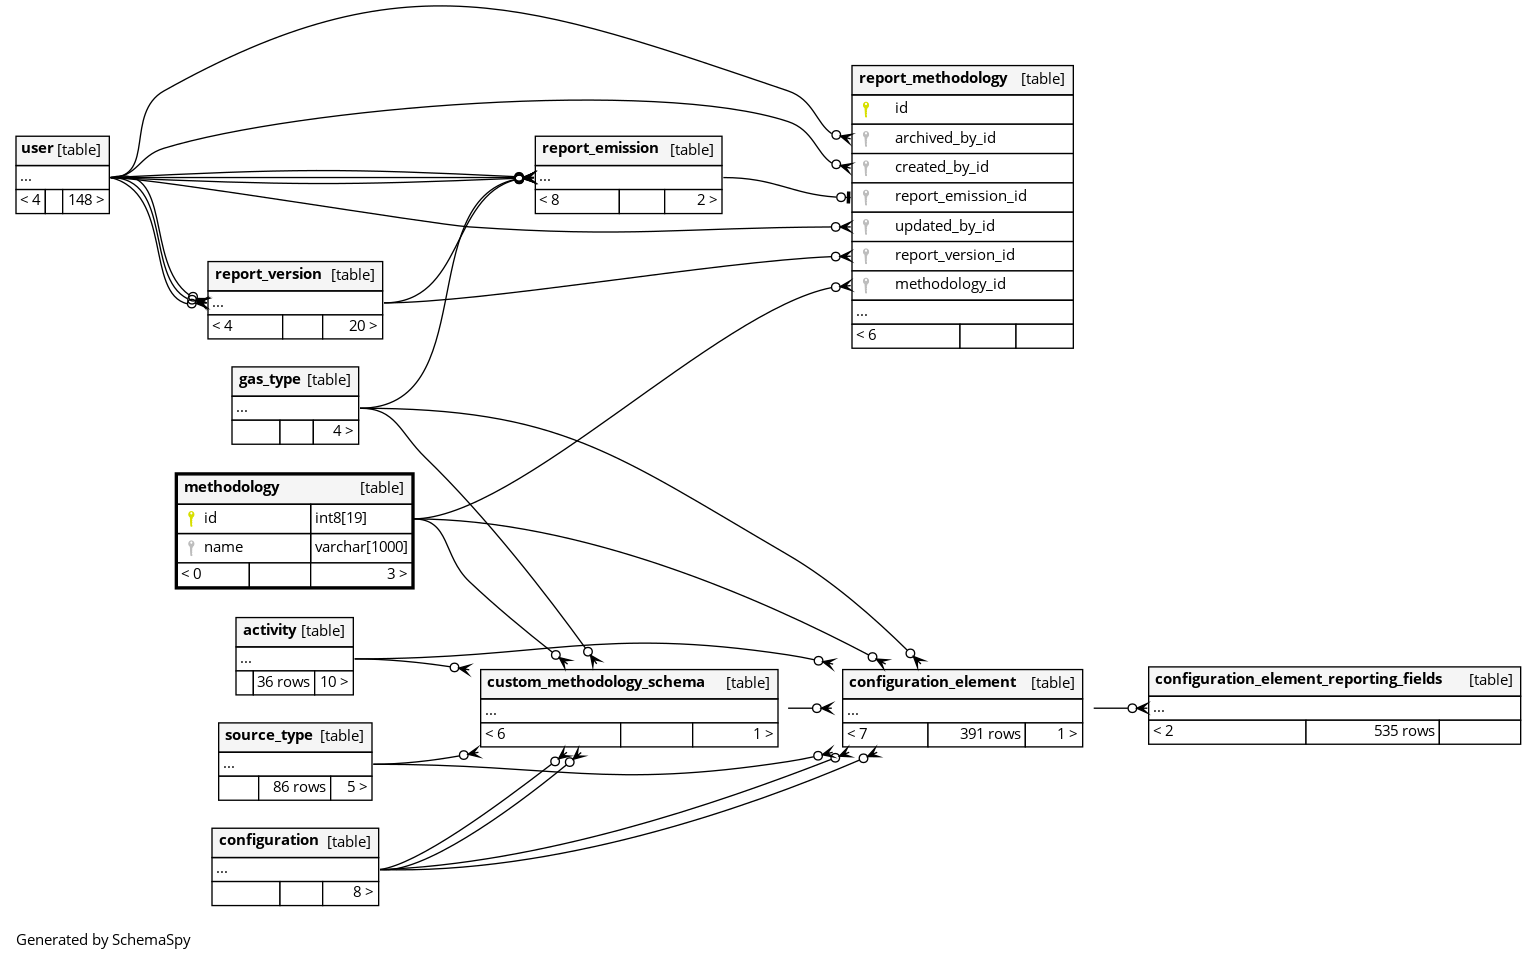 report_methodology [table]
id
archived_by_id
created_by_id
report_emission_id
updated_by_id
report_version_id
methodology_id
...
< 6
user [table]
...
< 4 148 >
report_emission [table]
...
< 8 2 >
report_version [table]
...
< 4 20 >
gas_type [table]
...
4 >
methodology [table]
id int8[19]
name varchar[1000]
< 0 3 >
activity [table]
...
36 rows 10 >
custom_methodology_schema [table]
...
< 6 1 >
configuration_element [table]
...
< 7 391 rows 1 >
configuration_element_reporting_fields [table]
...
< 2 535 rows
source_type [table]
...
86 rows 5 >
configuration [table]
...
8 >
Generated by SchemaSpy